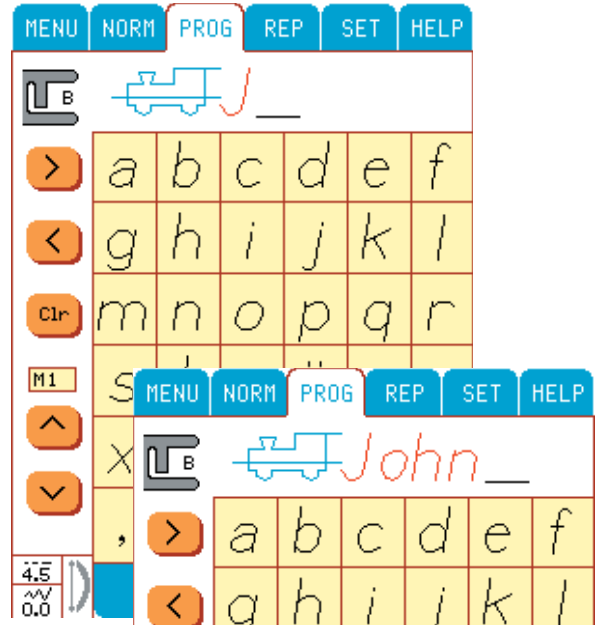 MENU NORM PROG REP SET HELP
B J_
> a b c d e f
< g h i j k l
Clr m n o p q r
M1 s
x
,
4.5
0.0
MENU NORM PROG REP SET HELP
B John_
> a b c d e f
< g h i j k l